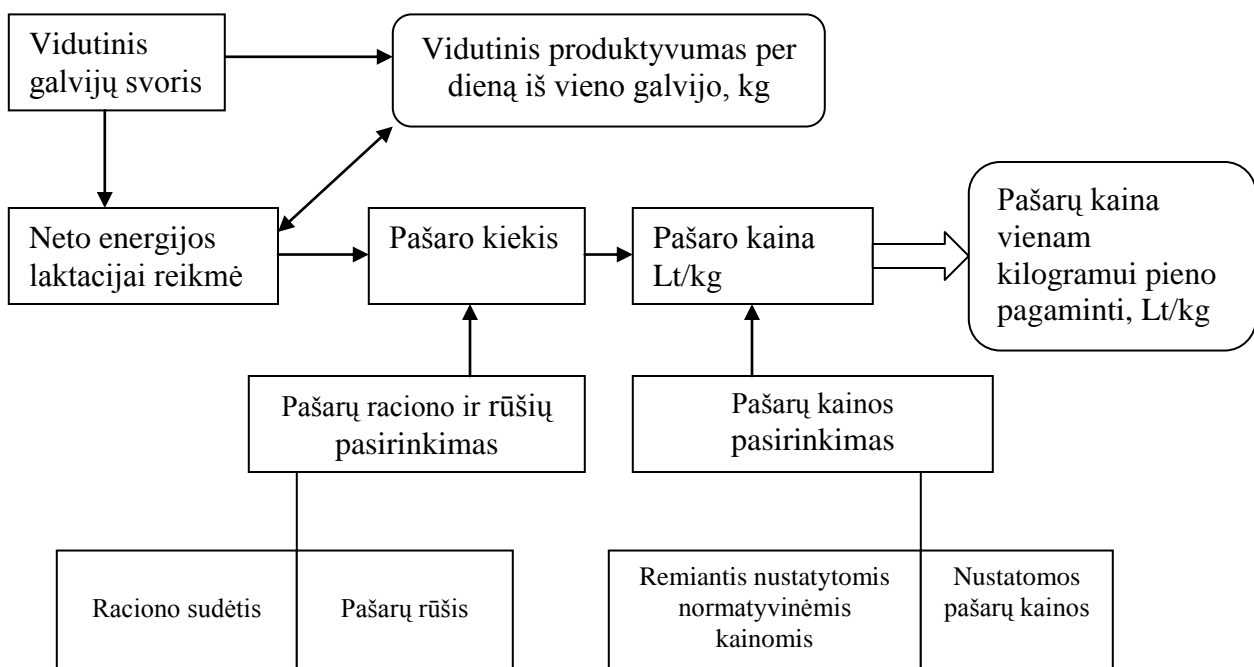 Vidutinis
galvijų svoris
Vidutinis produktyvumas per
dieną iš vieno galvijo, kg
Neto energijos
laktacijai reikmė
Pašaro kiekis
Pašaro kaina
Lt/kg
Pašarų kaina
vienam
kilogramui pieno
pagaminti, Lt/kg
Pašarų raciono ir rūšių
pasirinkimas
Pašarų kainos
pasirinkimas
Raciono sudėtis
Pašarų rūšis
Remiantis nustatytomis
normatyvinėmis
kainomis
Nustatomos
pašarų kainos